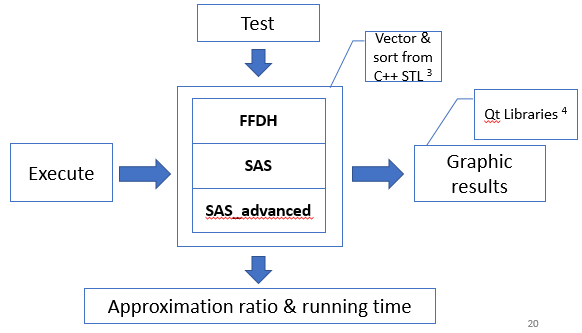 Test
Vector &
sort from
C++ STL 3
Qt Libraries 4
FFDH
SAS
SAS_advanced
Execute
Graphic
results
Approximation ratio & running time
20